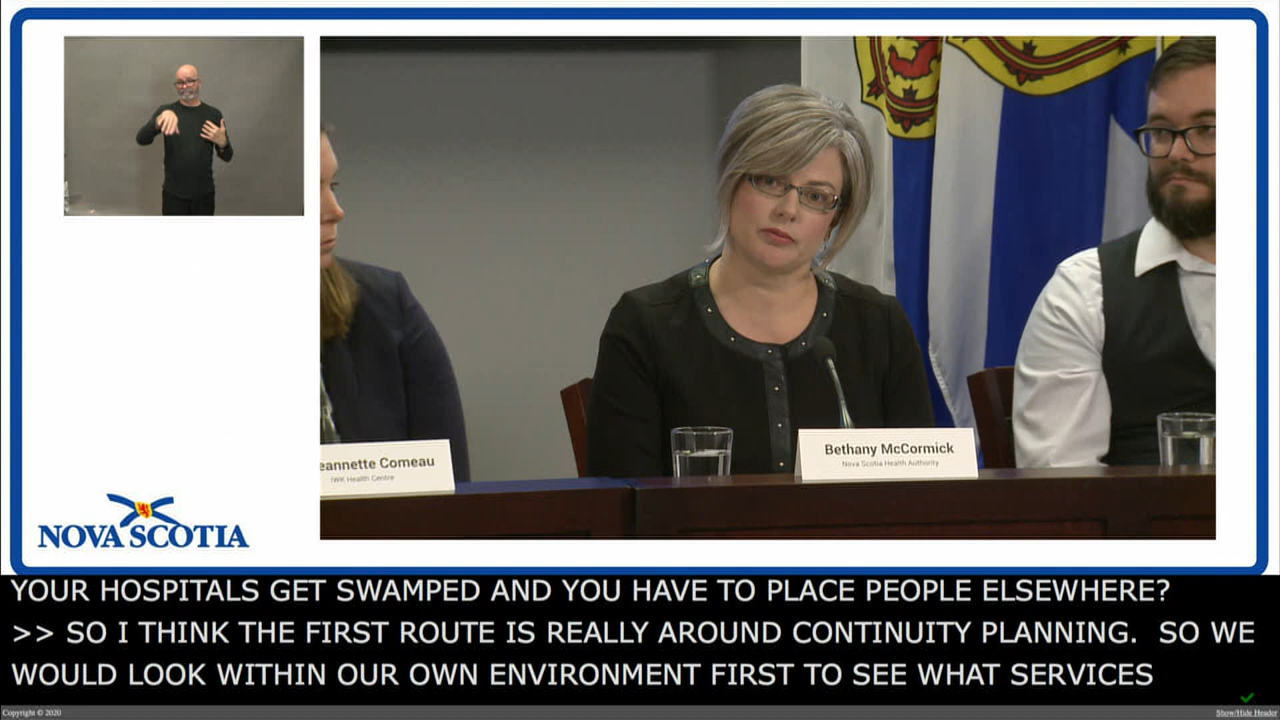 eannette Comeau
IWK Health Centre
Bethany McCormick
Nova Scotia Health Authority
NOVA SCOTIA
YOUR HOSPITALS GET SWAMPED AND YOU HAVE TO PLACE PEOPLE ELSEWHERE?
>> SO I THINK THE FIRST ROUTE IS REALLY AROUND CONTINUITY PLANNING.  SO WE
WOULD LOOK WITHIN OUR OWN ENVIRONMENT FIRST TO SEE WHAT SERVICES
Copyright © 2020
Show/Hide Header